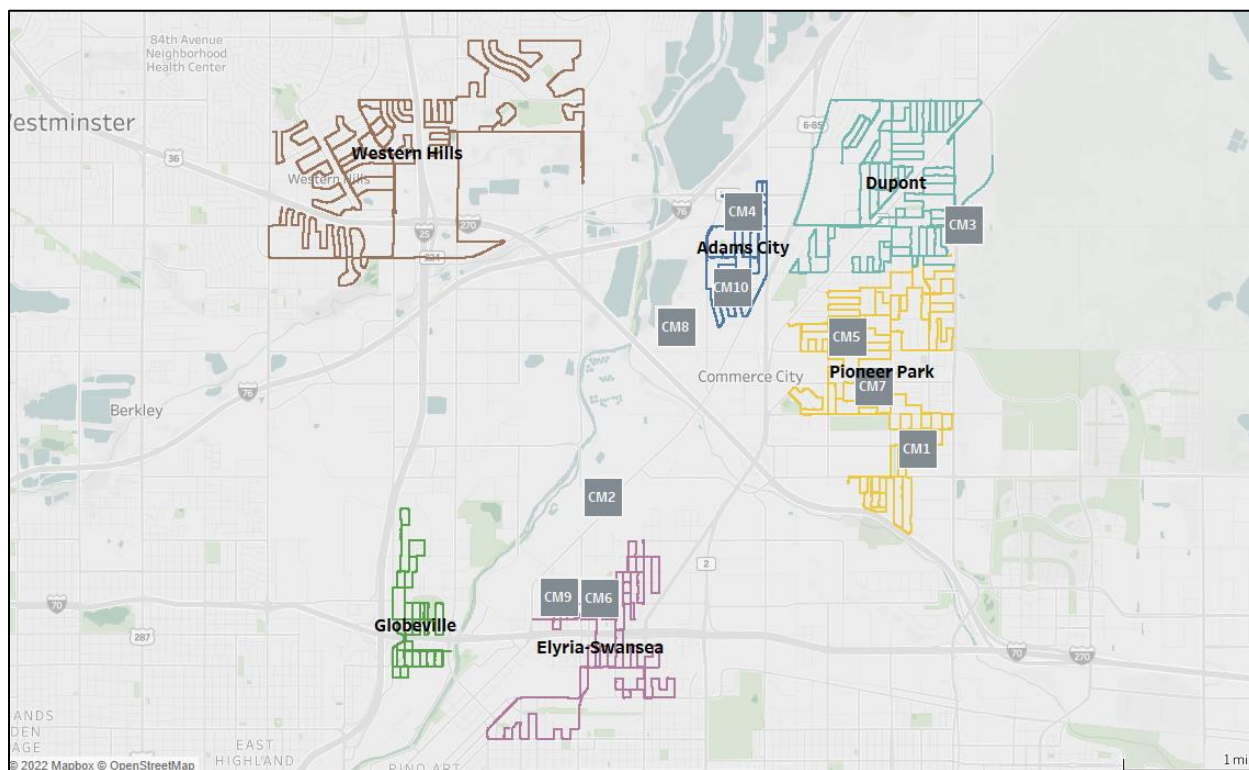 84th Avenue
Neighborhood
Health Center
Westminster
36
Western Hills
Western Hills
6-85
Dupont
76
CM4
CM3
270
25
224
Adams City
CM10
CM8
CM5
Commerce City
Pioneer Park
CM7
76
Berkley
CM1
CM2
2
CM9
CM6
70
287
Globeville
Elyria-Swansea
70
270
EAST
HIGHLAND
© 2022 Mapbox © OpenStreetMap
1 mi